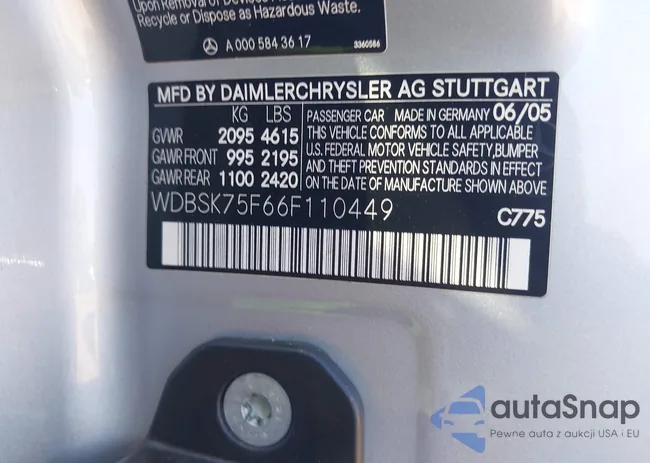 Recycle or Dispose as Hazardous Waste.
A 000 584 36 17 3360586
MFD BY DAIMLERCHRYSLER AG STUTTGART
KG LBS PASSENGER CAR MADE IN GERMANY 06/05
GVWR 2095 4615 THIS VEHICLE CONFORMS TO ALL APPLICABLE
GAWR FRONT 995 2195 U.S. FEDERAL MOTOR VEHICLE SAFETY,BUMPER
GAWR REAR 1100 2420 AND THEFT PREVENTION STANDARDS IN EFFECT
ON THE DATE OF MANUFACTURE SHOWN ABOVE
WDBSK75F66F110449 C775
autaSnap
Pewne auta z aukcji USA i EU